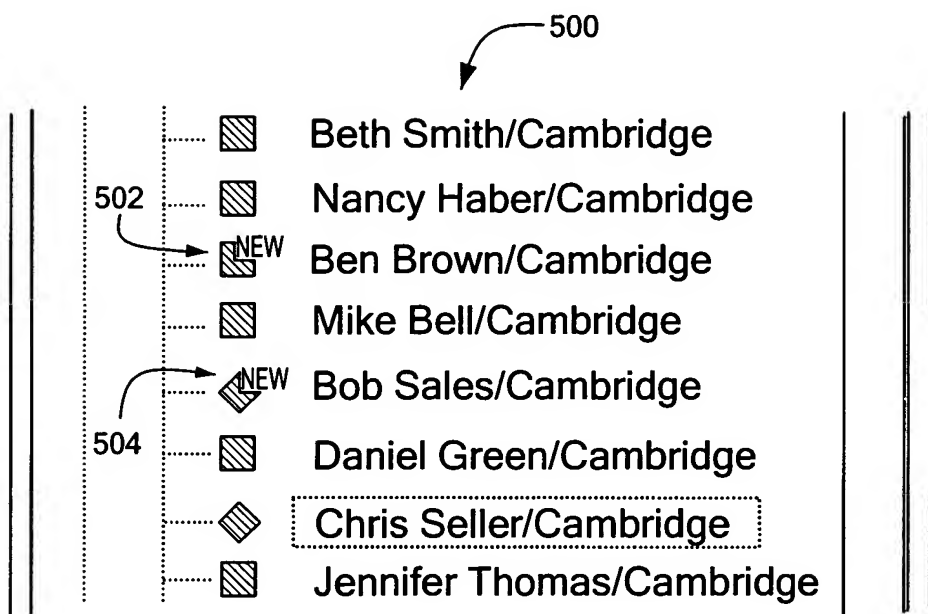 500
Beth Smith/Cambridge
502
Nancy Haber/Cambridge
NEW Ben Brown/Cambridge
Mike Bell/Cambridge
NEW Bob Sales/Cambridge
504
Daniel Green/Cambridge
Chris Seller/Cambridge
Jennifer Thomas/Cambridge